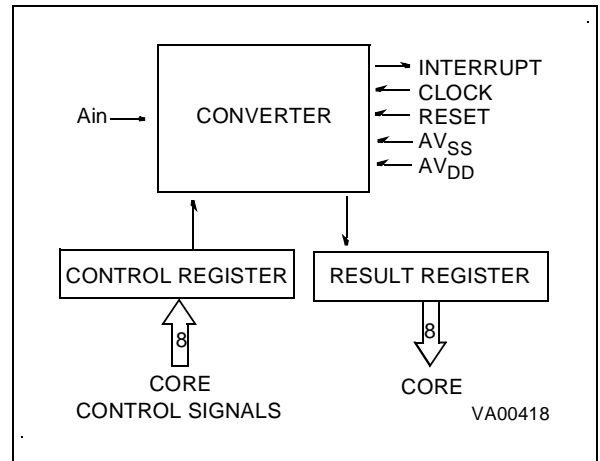 INTERRUPT
CLOCK
Ain
CONVERTER
RESET
AVSS
AVDD
CONTROL REGISTER
RESULT REGISTER
8
8
CORE
CONTROL SIGNALS
CORE
VA00418